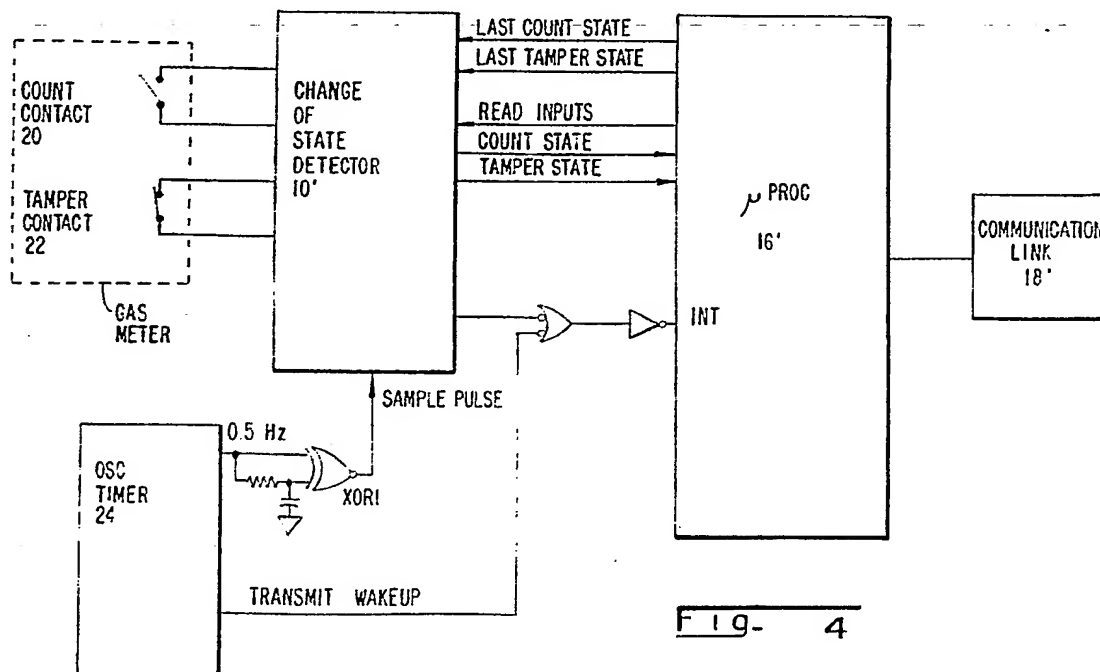 LAST COUNT STATE
LAST TAMPER STATE
READ INPUTS
COUNT STATE
TAMPER STATE
COUNT
CONTACT
20
TAMPER
CONTACT
22
GAS
METER
CHANGE
OF
STATE
DETECTOR
10'
μ PROC
16'
INT
COMMUNICATION
LINK
18'
SAMPLE PULSE
0.5 Hz
XOR1
OSC
TIMER
24
TRANSMIT WAKEUP
Fig- 4